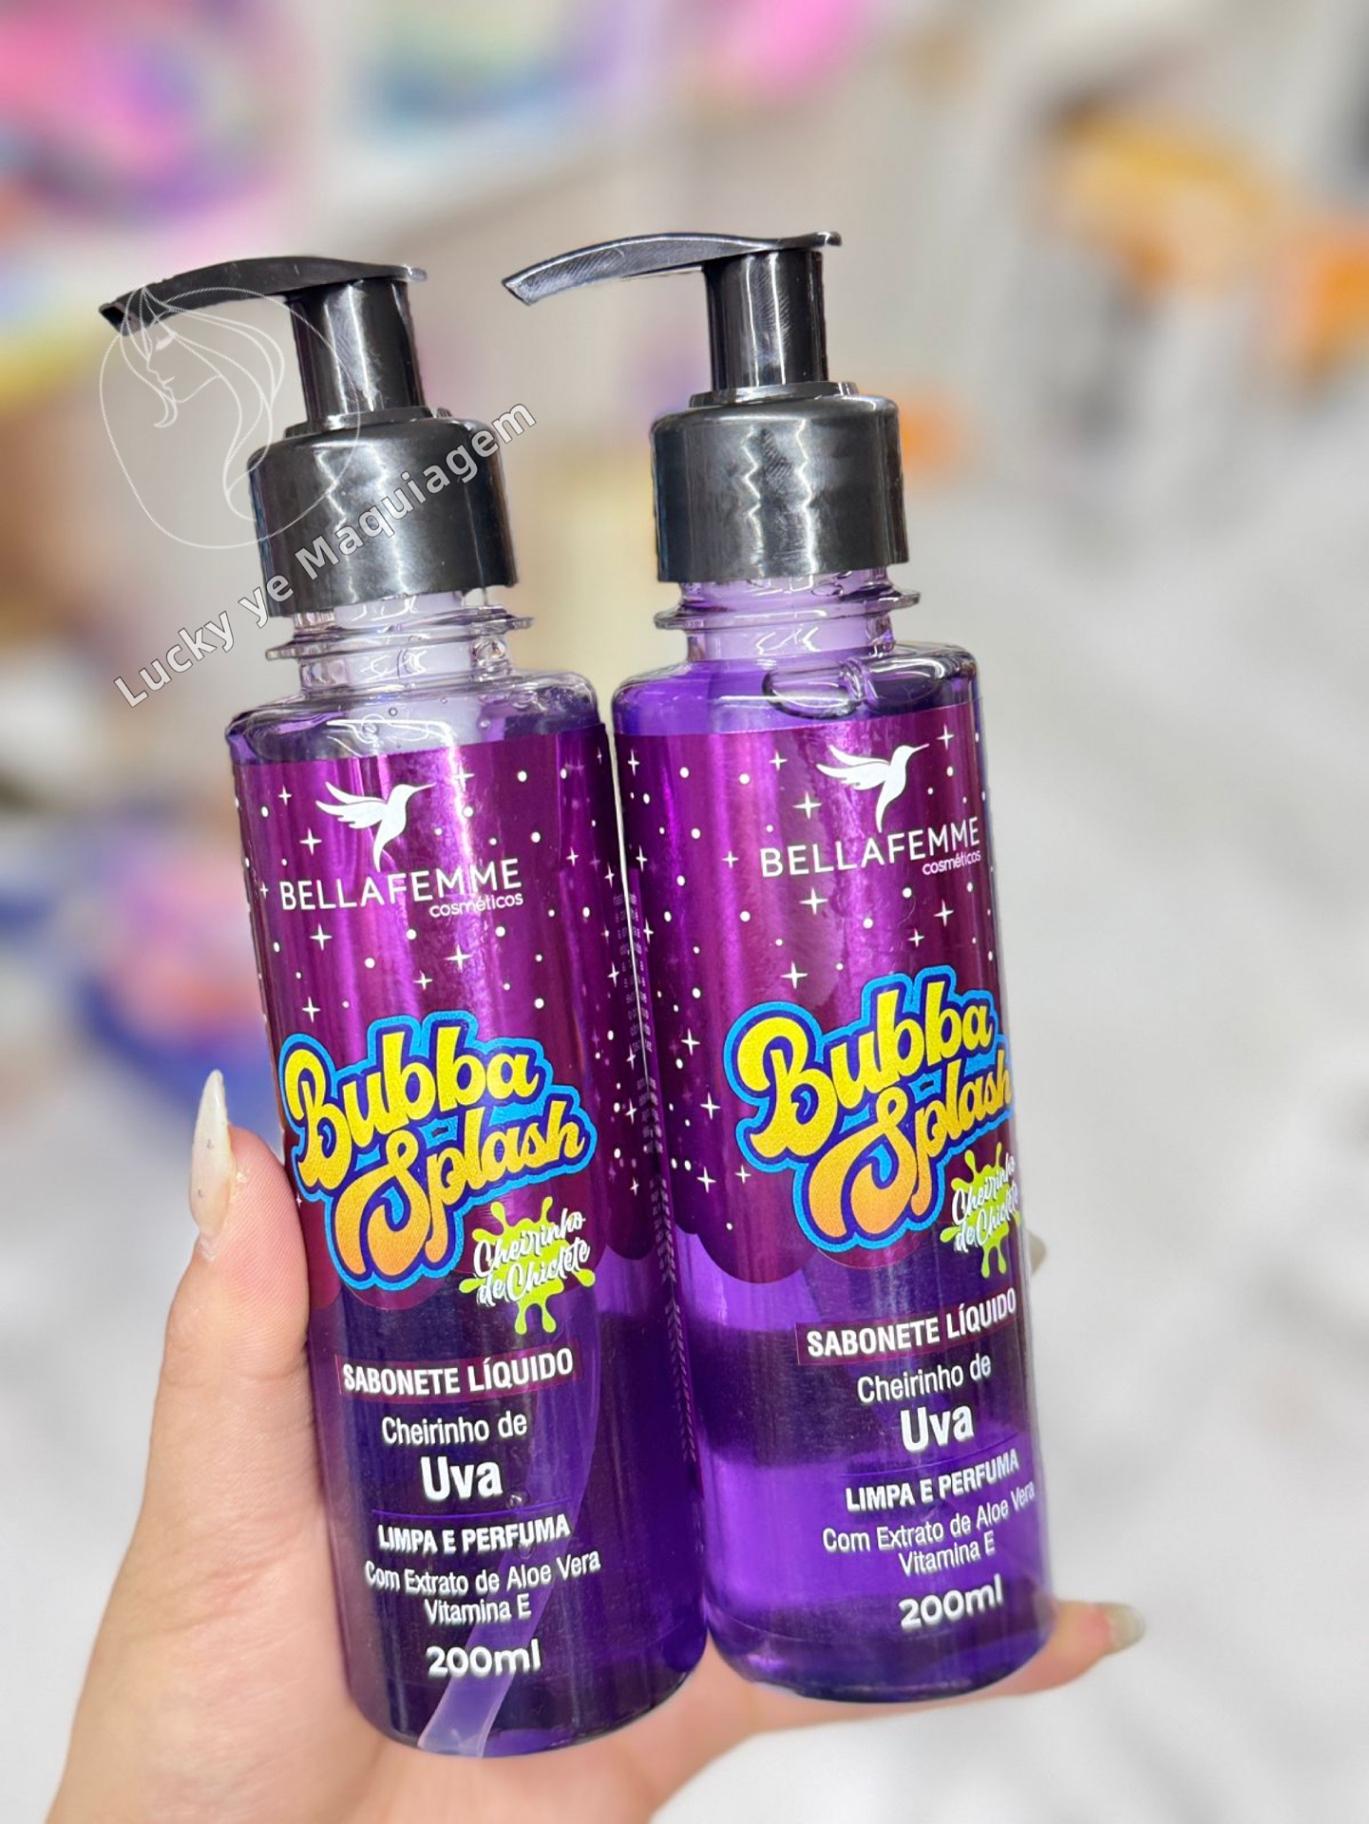 Lucky ye Maquiagem
BELLAFEMME
cosméticos
Bubba
Splash
Cheirinho
de Chiclete
SABONETE LÍQUIDO
Cheirinho de
Uva
LIMPA E PERFUMA
Com Extrato de Aloe Vera
Vitamina E
200ml
BELLAFEMME
cosméticos
Bubba
Splash
Cheirinho
de Chiclete
SABONETE LÍQUIDO
Cheirinho de
Uva
LIMPA E PERFUMA
Com Extrato de Aloe Vera
Vitamina E
200ml